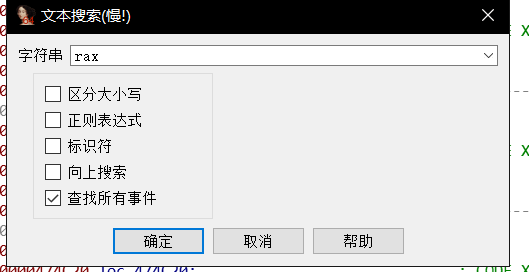 文本搜索(慢!)
字符串 rax
区分大小写
正则表达式
标识符
向上搜索
查找所有事件
确定 取消 帮助